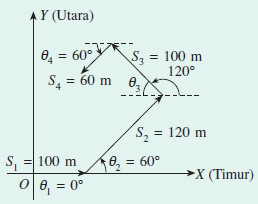 Y (Utara)
θ₄ = 60°
S₃ = 100 m
120°
S₄ = 60 m
θ₃
S₂ = 120 m
S₁ = 100 m
θ₂ = 60°
X (Timur)
O
θ₁ = 0°